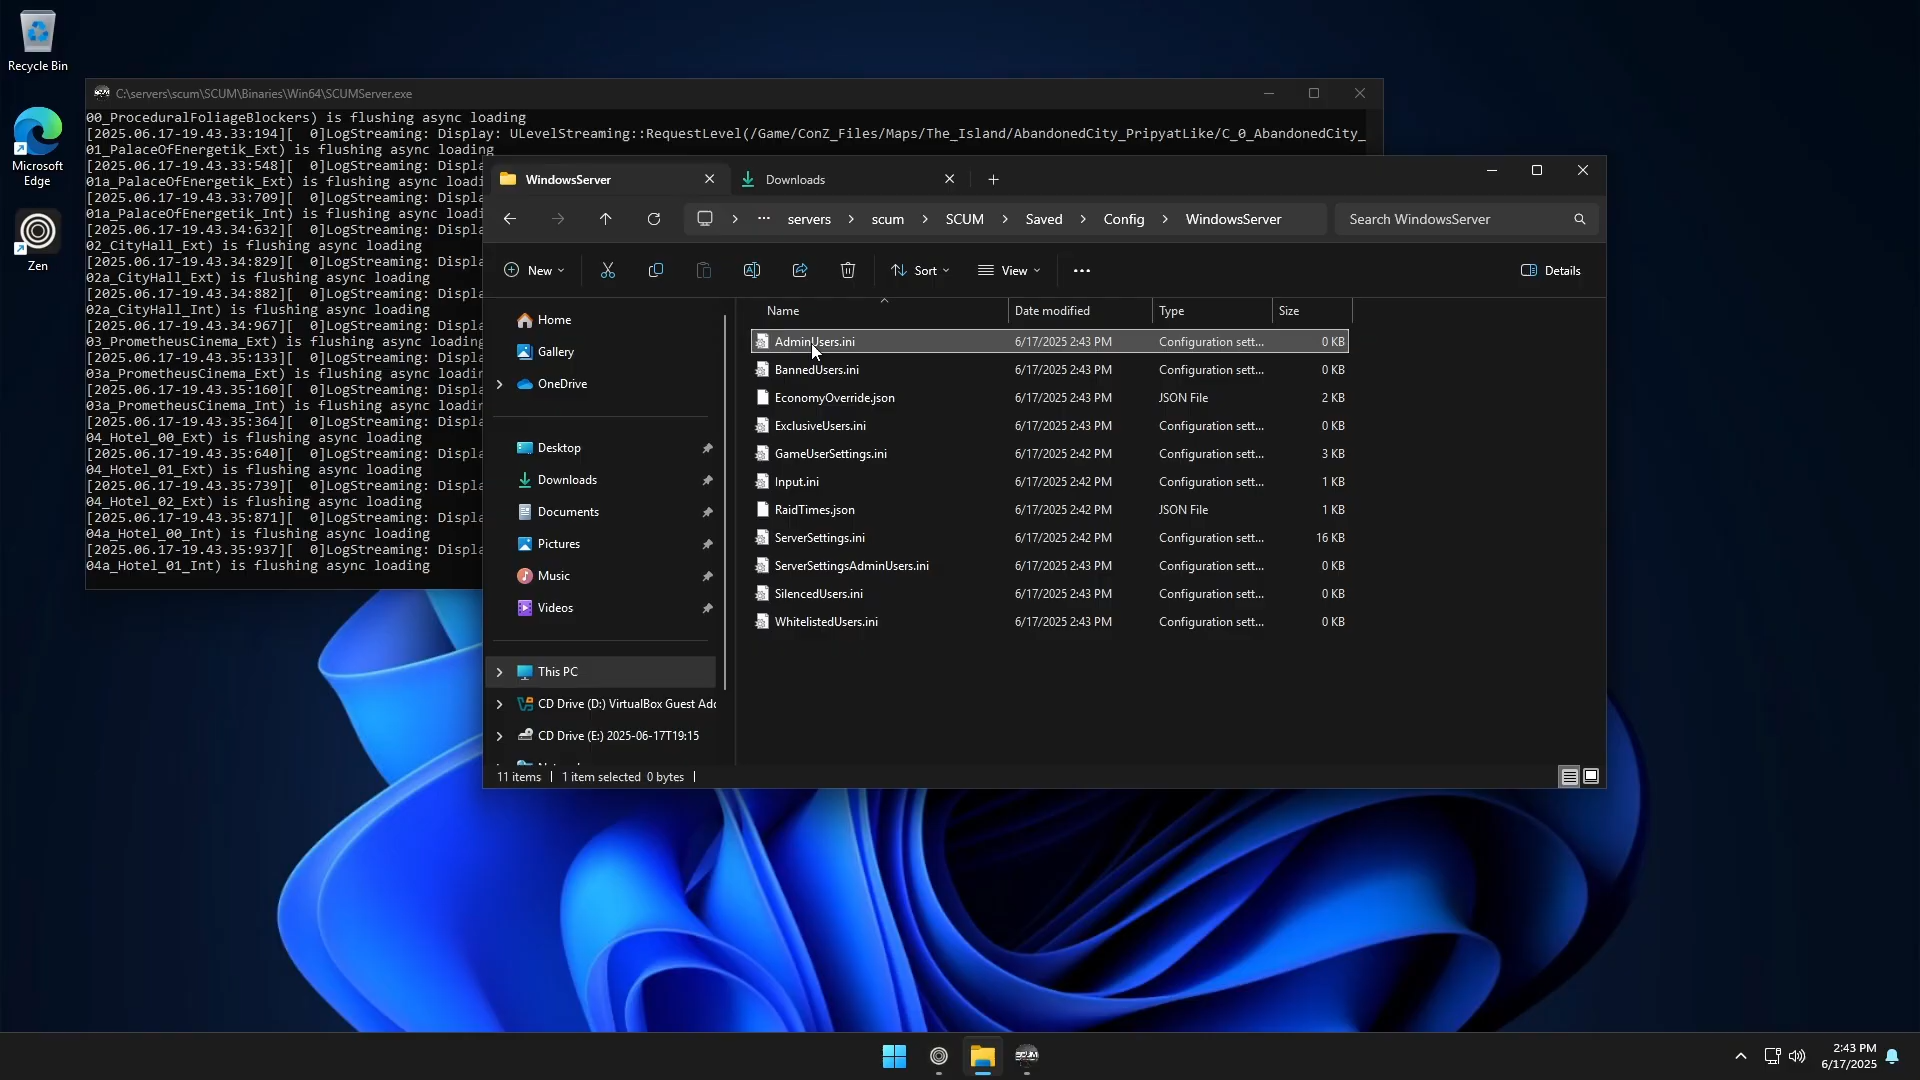 Recycle Bin
Microsoft
Edge
Zen
C:\servers\scum\SCUM\Binaries\Win64\SCUMServer.exe
00_ProceduralFoliageBlockers) is flushing async loading
[2025.06.17-19.43.33:194][  0]LogStreaming: Display: ULevelStreaming::RequestLevel(/Game/ConZ_Files/Maps/The_Island/AbandonedCity_PripyatLike/C_0_AbandonedCity_
01_PalaceOfEnergetik_Ext) is flushing async loading
[2025.06.17-19.43.33:548][  0]LogStreaming: Displa
01a_PalaceOfEnergetik_Ext) is flushing async loadi
[2025.06.17-19.43.33:709][  0]LogStreaming: Displa
01a_PalaceOfEnergetik_Int) is flushing async loadi
[2025.06.17-19.43.34:632][  0]LogStreaming: Displa
02_CityHall_Ext) is flushing async loading
[2025.06.17-19.43.34:829][  0]LogStreaming: Displa
02a_CityHall_Ext) is flushing async loading
[2025.06.17-19.43.34:882][  0]LogStreaming: Displa
02a_CityHall_Int) is flushing async loading
[2025.06.17-19.43.34:967][  0]LogStreaming: Displa
03_PrometheusCinema_Ext) is flushing async loading
[2025.06.17-19.43.35:133][  0]LogStreaming: Displa
03a_PrometheusCinema_Ext) is flushing async loadin
[2025.06.17-19.43.35:160][  0]LogStreaming: Displa
03a_PrometheusCinema_Int) is flushing async loadin
[2025.06.17-19.43.35:364][  0]LogStreaming: Displa
04_Hotel_00_Ext) is flushing async loading
[2025.06.17-19.43.35:640][  0]LogStreaming: Displa
04_Hotel_01_Ext) is flushing async loading
[2025.06.17-19.43.35:739][  0]LogStreaming: Displa
04_Hotel_02_Ext) is flushing async loading
[2025.06.17-19.43.35:871][  0]LogStreaming: Displa
04a_Hotel_00_Int) is flushing async loading
[2025.06.17-19.43.35:937][  0]LogStreaming: Displa
04a_Hotel_01_Int) is flushing async loading
WindowsServer
Downloads
servers scum SCUM Saved Config WindowsServer
Search WindowsServer
New Sort View Details
Home
Gallery
OneDrive
Desktop
Downloads
Documents
Pictures
Music
Videos
This PC
CD Drive (D:) VirtualBox Guest Add
CD Drive (E:) 2025-06-17T19:15
Name Date modified Type Size
AdminUsers.ini 6/17/2025 2:43 PM Configuration sett... 0 KB
BannedUsers.ini 6/17/2025 2:43 PM Configuration sett... 0 KB
EconomyOverride.json 6/17/2025 2:43 PM JSON File 2 KB
ExclusiveUsers.ini 6/17/2025 2:43 PM Configuration sett... 0 KB
GameUserSettings.ini 6/17/2025 2:42 PM Configuration sett... 3 KB
Input.ini 6/17/2025 2:42 PM Configuration sett... 1 KB
RaidTimes.json 6/17/2025 2:42 PM JSON File 1 KB
ServerSettings.ini 6/17/2025 2:42 PM Configuration sett... 16 KB
ServerSettingsAdminUsers.ini 6/17/2025 2:43 PM Configuration sett... 0 KB
SilencedUsers.ini 6/17/2025 2:43 PM Configuration sett... 0 KB
WhitelistedUsers.ini 6/17/2025 2:43 PM Configuration sett... 0 KB
11 items 1 item selected 0 bytes
2:43 PM
6/17/2025